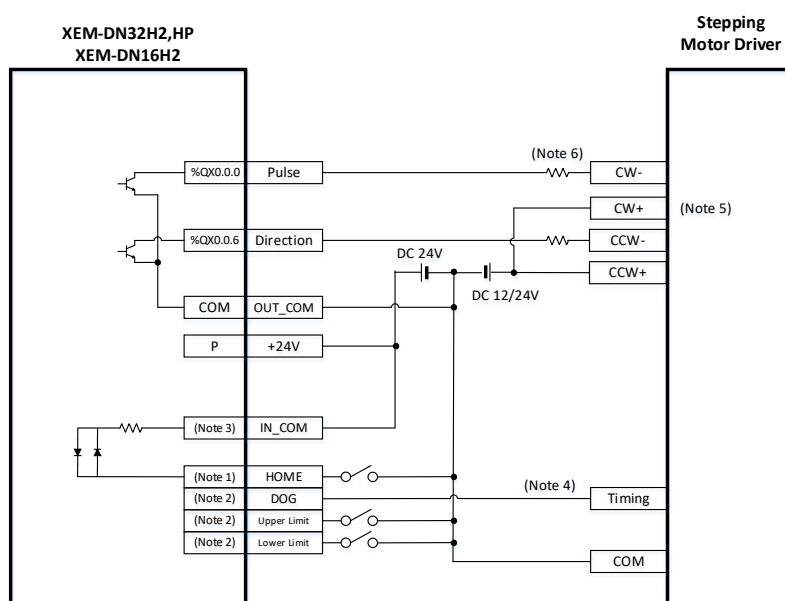 XEM-DN32H2,HP
XEM-DN16H2
Stepping
Motor Driver
%QX0.0.0 Pulse (Note 6) CW-
CW+ (Note 5)
%QX0.0.6 Direction CCW-
DC 24V CCW+
DC 12/24V
COM OUT_COM
P +24V
(Note 3) IN_COM
(Note 1) HOME
(Note 2) DOG (Note 4) Timing
(Note 2) Upper Limit
(Note 2) Lower Limit
COM